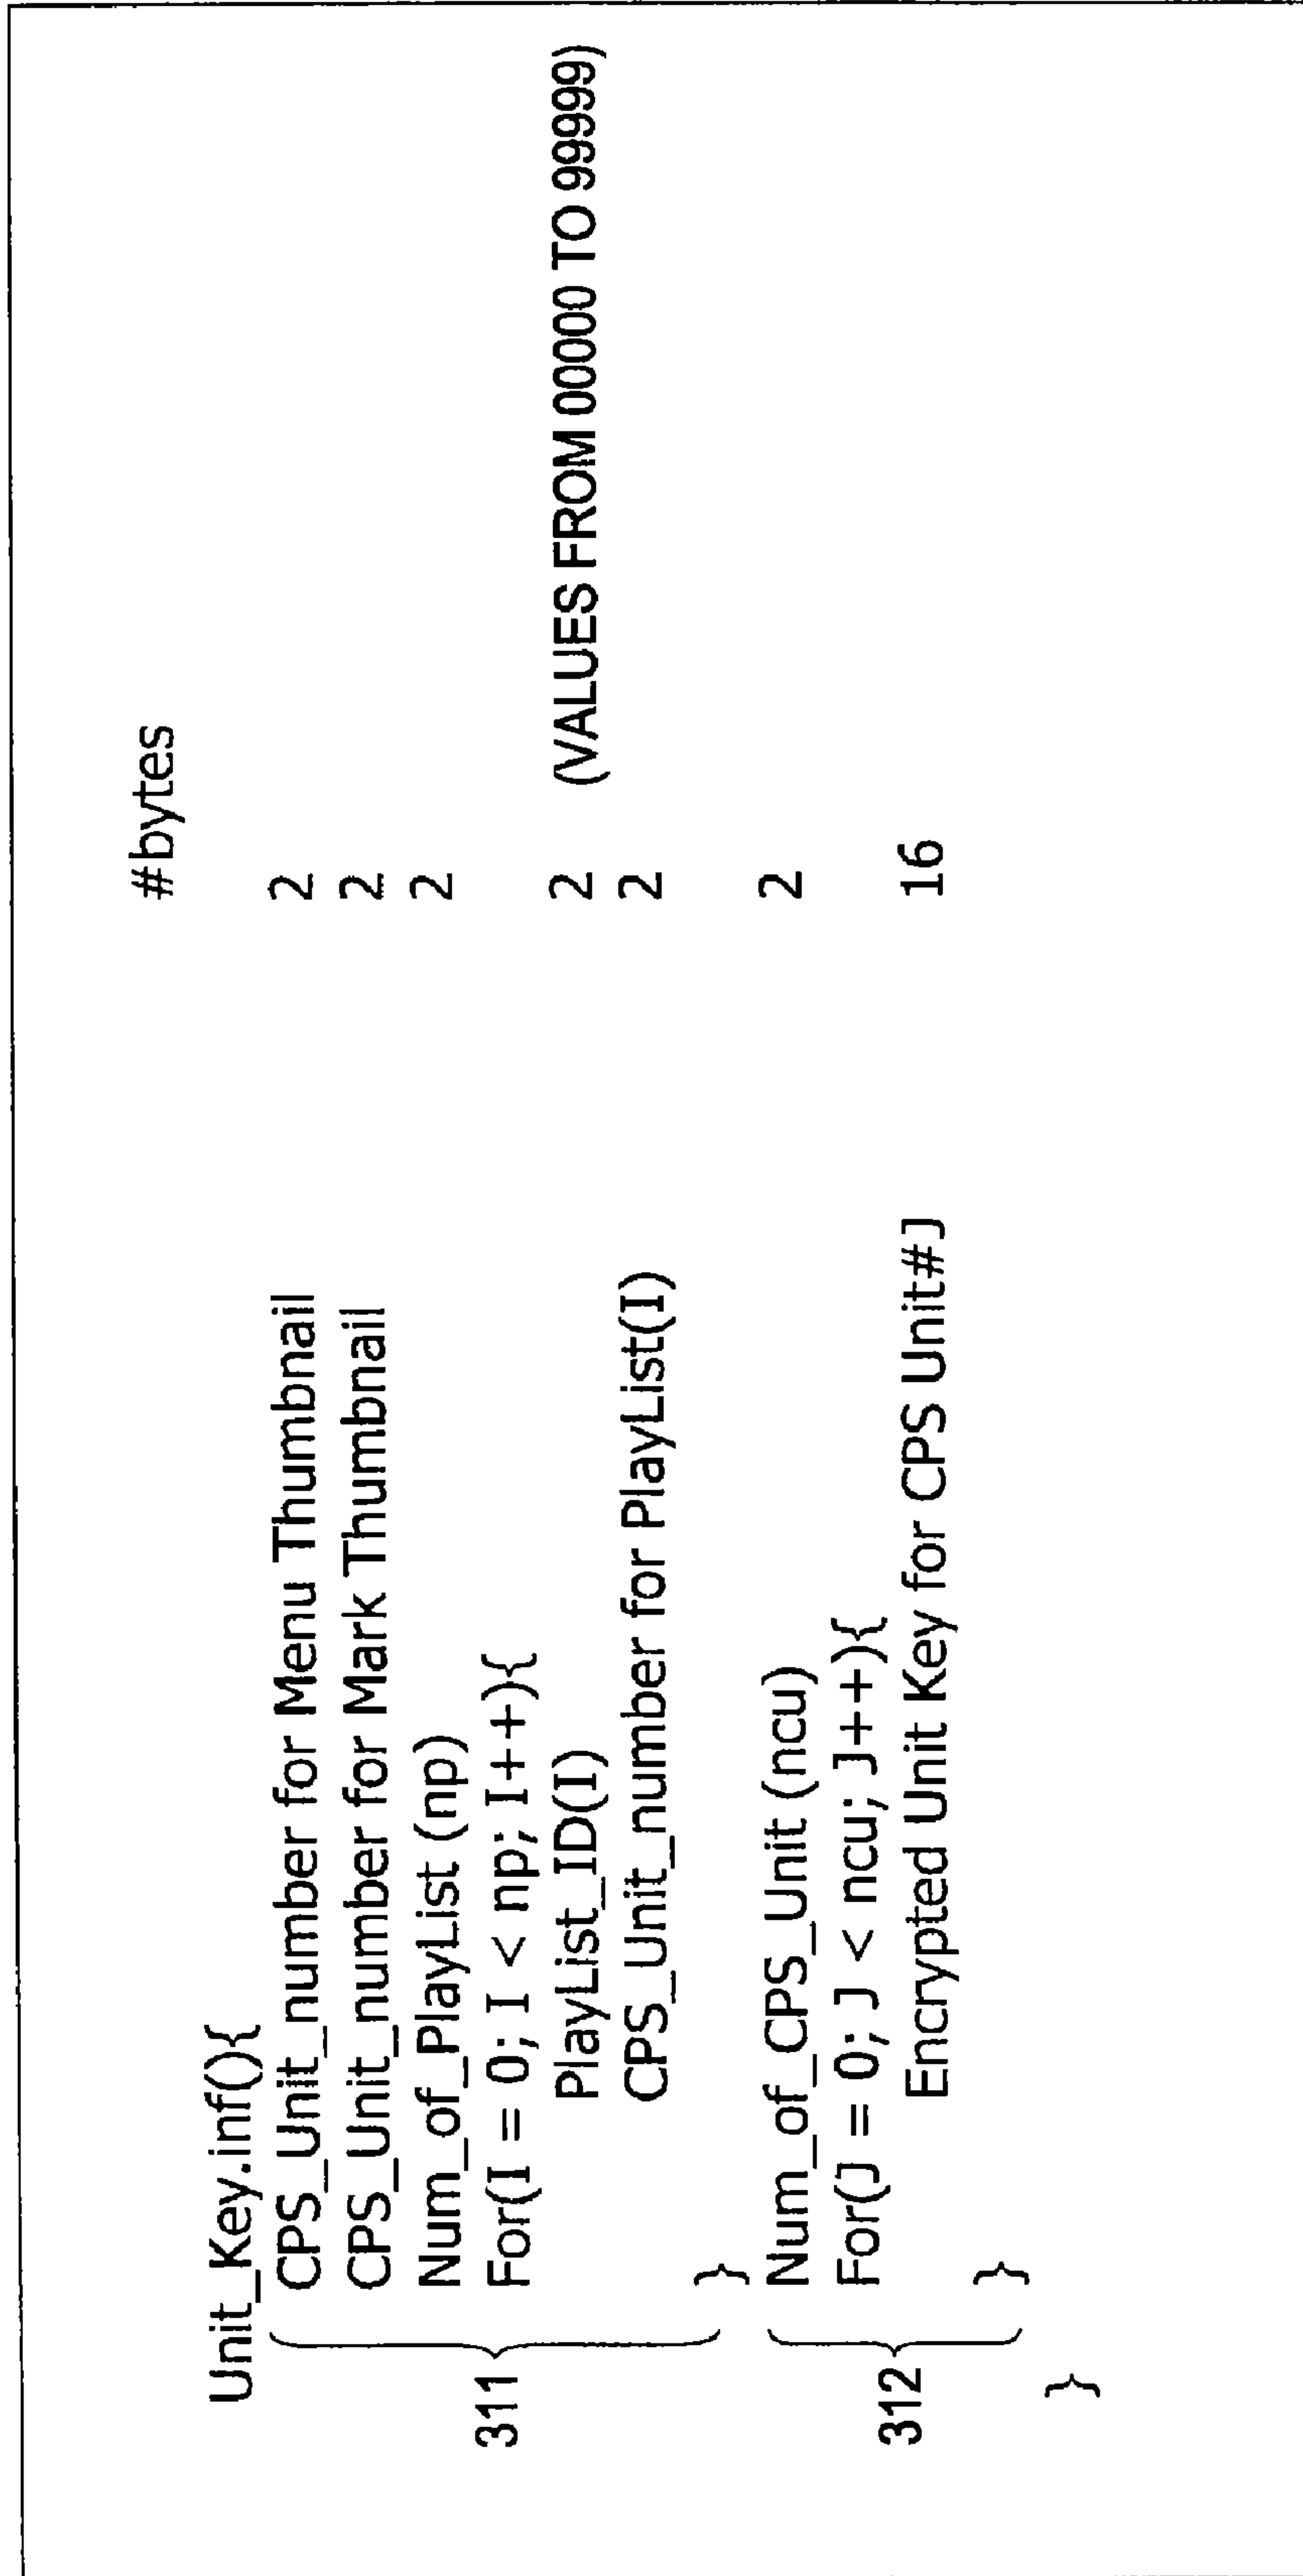 #bytes
Unit_Key.inf(){
CPS_Unit_number for Menu Thumbnail 2
CPS_Unit_number for Mark Thumbnail 2
Num_of_PlayList (np) 2
For(I = 0; I < np; I++){
PlayList_ID(I) 2 (VALUES FROM 00000 TO 99999)
CPS_Unit_number for PlayList(I) 2
}
311
Num_of_CPS_Unit (ncu) 2
For(J = 0; J < ncu; J++){
Encrypted Unit Key for CPS Unit#J 16
}
312
}